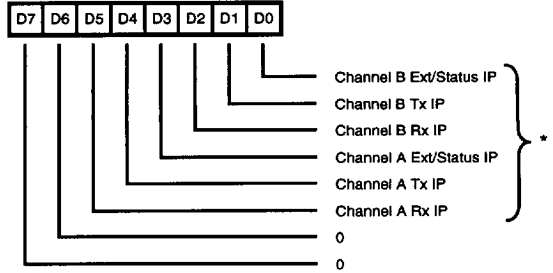 D7 D6 D5 D4 D3 D2 D1 D0
Channel B Ext/Status IP
Channel B Tx IP
Channel B Rx IP
Channel A Ext/Status IP
Channel A Tx IP
Channel A Rx IP
0
0
*